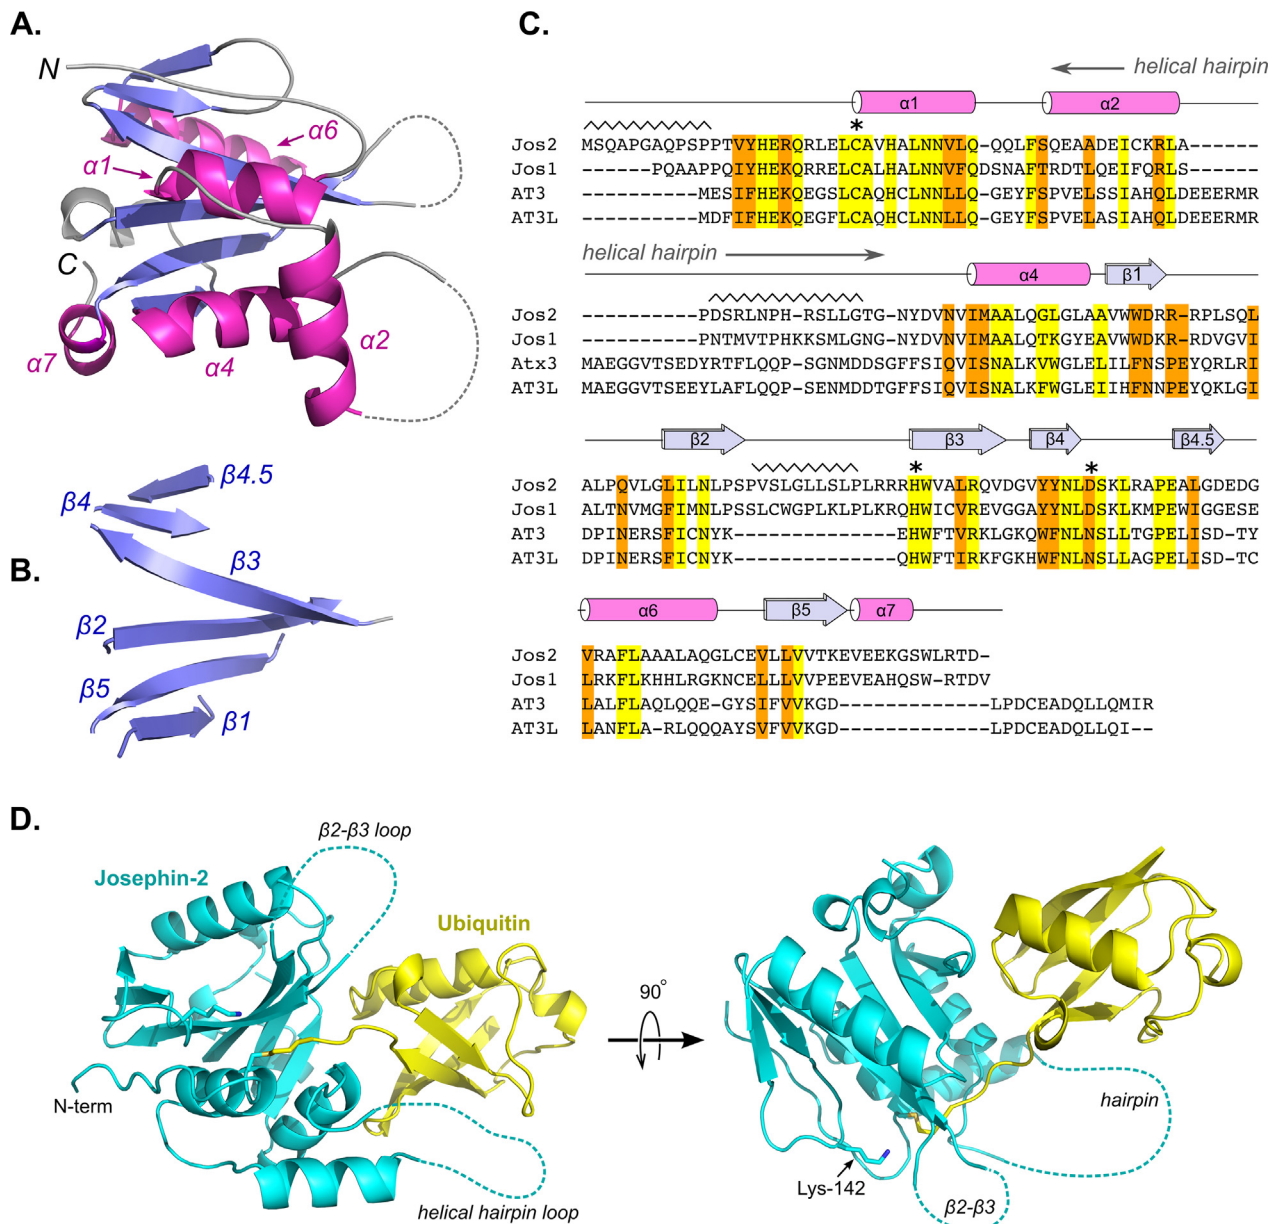 A.
N
α6
α1
C
α7
α4
α2
B.
β4.5
β4
β3
β2
β5
β1
C.
helical hairpin
α1
α2
*
Jos2 MSQAPGAQPSPPTVYHERQRLELCAVHALNNVLQ-QQLFSQEAADEICKRLA------
Jos1 ------PQAAPPQIYHEKQRRELCALHALNNVFQDSNAFTRDTLQEIFQRLS------
AT3 ----------MESIFHEKQEGSLCAQHCLNNLLQ-GEYFSPVELSSIAHQLDEEERMR
AT3L ----------MDFIFHEKQEGFLCAQHCLNNLLQ-GEYFSPVELASIAHQLDEEERMR
helical hairpin
α4
β1
Jos2 ----------PDSRLNPH-RSLLGTG-NYDVNVIMAALQGLGLAAVWWDRR-RPLSQL
Jos1 ----------PNTMVTPHKKSMLGNG-NYDVNVIMAALQTKGYEAVWWDKR-RDVGVI
Atx3 MAEGGVTSEDYRTFLQQP-SGNMDDSGFFSIQVISNALKVWGLELILFNSPEYQRLRI
AT3L MAEGGVTSEEYLAFLQQP-SENMDDTGFFSIQVISNALKFWGLEIIHFNNPEYQKLGI
β2
β3
β4
β4.5
*
*
Jos2 ALPQVLGLILNLPSPVSLGLLSLPLRRRHWVALRQVDGVYYNLDSKLRAPEALGDEDG
Jos1 ALTNVMGFIMNLPSSLCWGPLKLPLKRQHWICVREVGGAYYNLDSKLKMPEWIGGESE
AT3 DPINERSFICNYK--------------EHWFTVRKLGKQWFNLNSLLTGPELISD-TY
AT3L DPINERSFICNYK--------------QHWFTIRKFGKHWFNLNSLLAGPELISD-TC
α6
β5
α7
Jos2 VRAFLAAALAQGLCEVLLVVTKEVEEKGSWLRTD-
Jos1 LRKFLKHHLRGKNCELLLVVPEEVEAHQSW-RTDV
AT3 LALFLAQLQQE-GYSIFVVKGD-------------LPDCEADQLLQMIR
AT3L LANFLA-RLQQQAYSVFVVKGD-------------LPDCEADQLLQI--
D.
β2-β3 loop
Josephin-2
Ubiquitin
N-term
helical hairpin loop
90°
hairpin
Lys-142
β2-β3